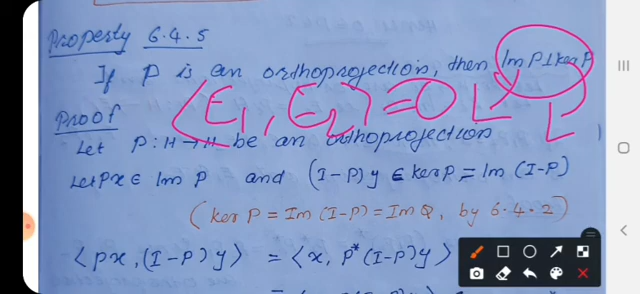 Property 6.4.5
If P is an orthoprojection, then Im P ⊥ ker P
⟨E₁, E₂⟩ = 0
Proof
Let P : H → H be an orthoprojection
Let Px ∈ Im P and (I-P)y ∈ ker P = Im (I-P)
(ker P = Im (I-P) = Im Q, by 6.4.2)
⟨Px, (I-P)y⟩ = ⟨x, P*(I-P)y⟩